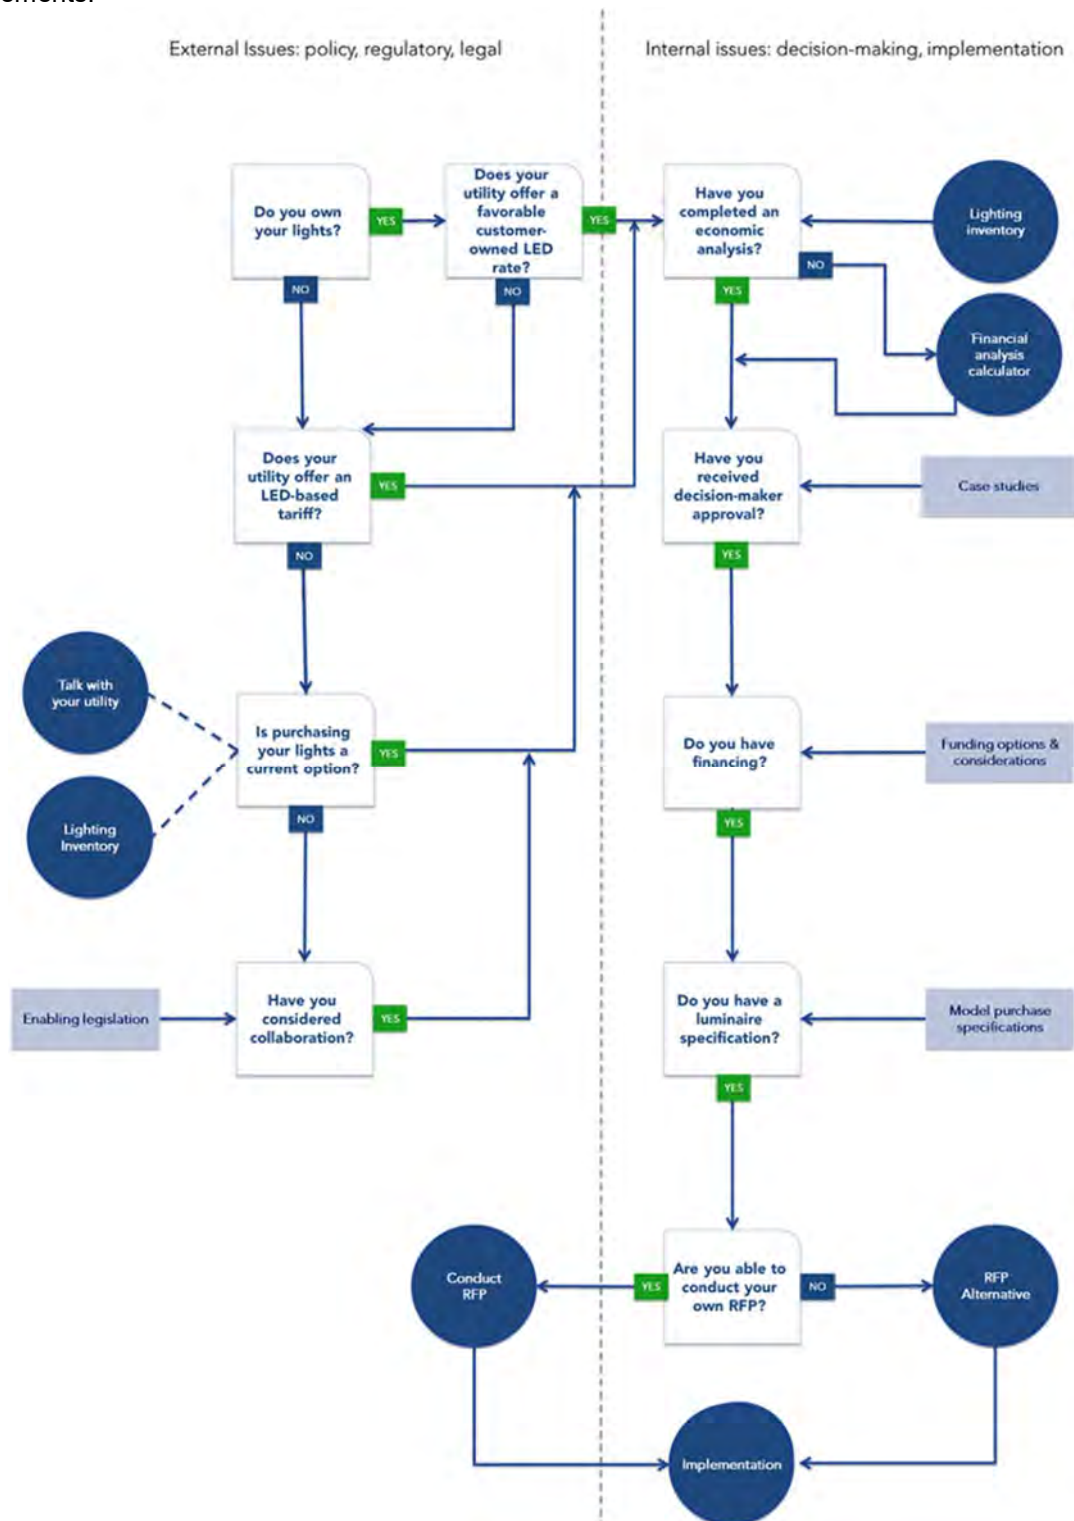 External Issues: policy, regulatory, legal
Internal issues: decision-making, implementation
Do you own
your lights?
YES
NO
Does your
utility offer a
favorable
customer-
owned LED
rate?
YES
NO
Have you
completed an
economic
analysis?
NO
YES
Lighting
inventory
Financial
analysis
calculator
Does your
utility offer an
LED-based
tariff?
YES
NO
Have you
received
decision-maker
approval?
YES
Case studies
Talk with
your utility
Lighting
Inventory
Is purchasing
your lights a
current option?
YES
NO
Do you have
financing?
YES
Funding options &
considerations
Enabling legislation
Have you
considered
collaboration?
YES
Do you have a
luminaire
specification?
YES
Model purchase
specifications
Conduct
RFP
YES
Are you able to
conduct your
own RFP?
NO
RFP
Alternative
Implementation